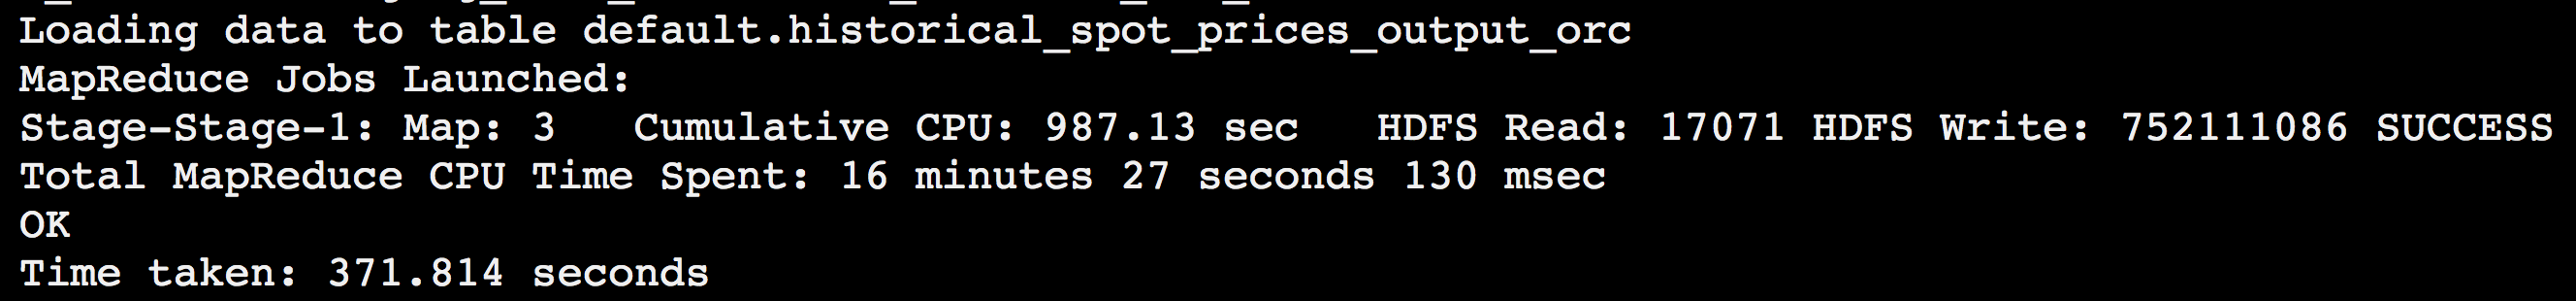 Loading data to table default.historical_spot_prices_output_orc
MapReduce Jobs Launched:
Stage-Stage-1: Map: 3   Cumulative CPU: 987.13 sec   HDFS Read: 17071 HDFS Write: 752111086 SUCCESS
Total MapReduce CPU Time Spent: 16 minutes 27 seconds 130 msec
OK
Time taken: 371.814 seconds